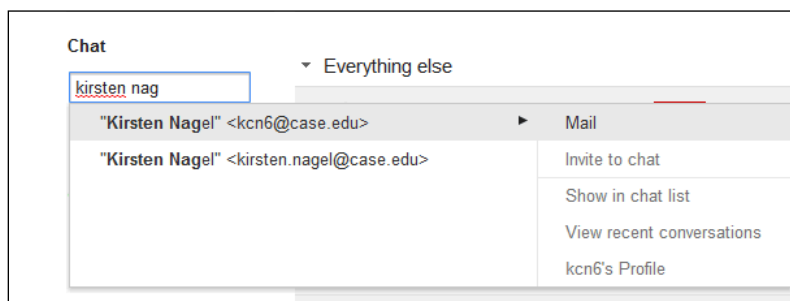 Chat
Everything else
kirsten nag
"Kirsten Nagel" <kcn6@case.edu>
Mail
"Kirsten Nagel" <kirsten.nagel@case.edu>
Invite to chat
Show in chat list
View recent conversations
kcn6's Profile